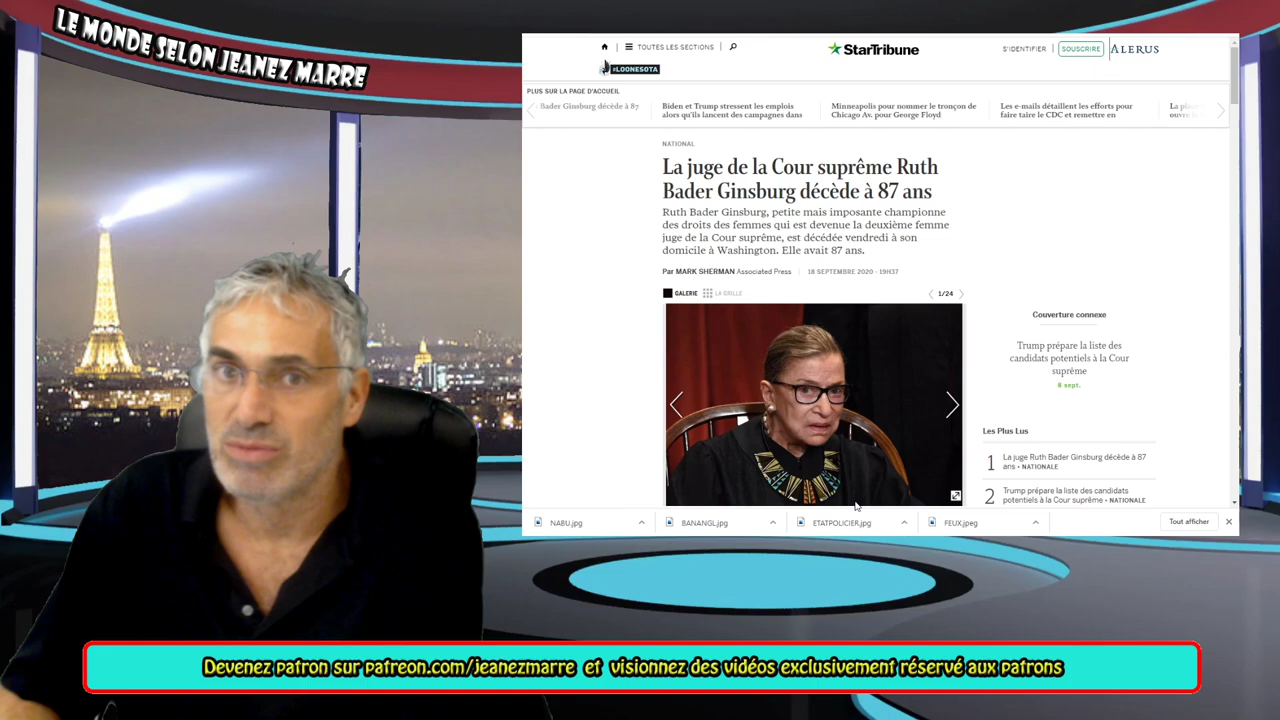 LE MONDE SELON JEANEZ MARRE
TOUTES LES SECTIONS
StarTribune
S'IDENTIFIER
SOUSCRIRE
ALERUS
#LOONESOTA
PLUS SUR LA PAGE D'ACCUEIL
Bader Ginsburg décède à 87
Biden et Trump stressent les emplois
alors qu'ils lancent des campagnes dans
Minneapolis pour nommer le tronçon de
Chicago Av. pour George Floyd
Les e-mails détaillent les efforts pour
faire taire le CDC et remettre en
NATIONAL
La juge de la Cour suprême Ruth
Bader Ginsburg décède à 87 ans
Ruth Bader Ginsburg, petite mais imposante championne
des droits des femmes qui est devenue la deuxième femme
juge de la Cour suprême, est décédée vendredi à son
domicile à Washington. Elle avait 87 ans.
Par MARK SHERMAN Associated Press
18 SEPTEMBRE 2020 - 19H37
GALERIE
LA GRILLE
1/24
Couverture connexe
Trump prépare la liste des
candidats potentiels à la Cour
suprême
8 sept.
Les Plus Lus
1 La juge Ruth Bader Ginsburg décède à 87
ans • NATIONALE
2 Trump prépare la liste des candidats
potentiels à la Cour suprême • NATIONALE
NABU.jpg
BANANGL.jpg
ETATPOLICIER.jpg
FEUX.jpeg
Tout afficher
Devenez patron sur patreon.com/jeanezmarre et visionnez des vidéos exclusivement réservé aux patrons